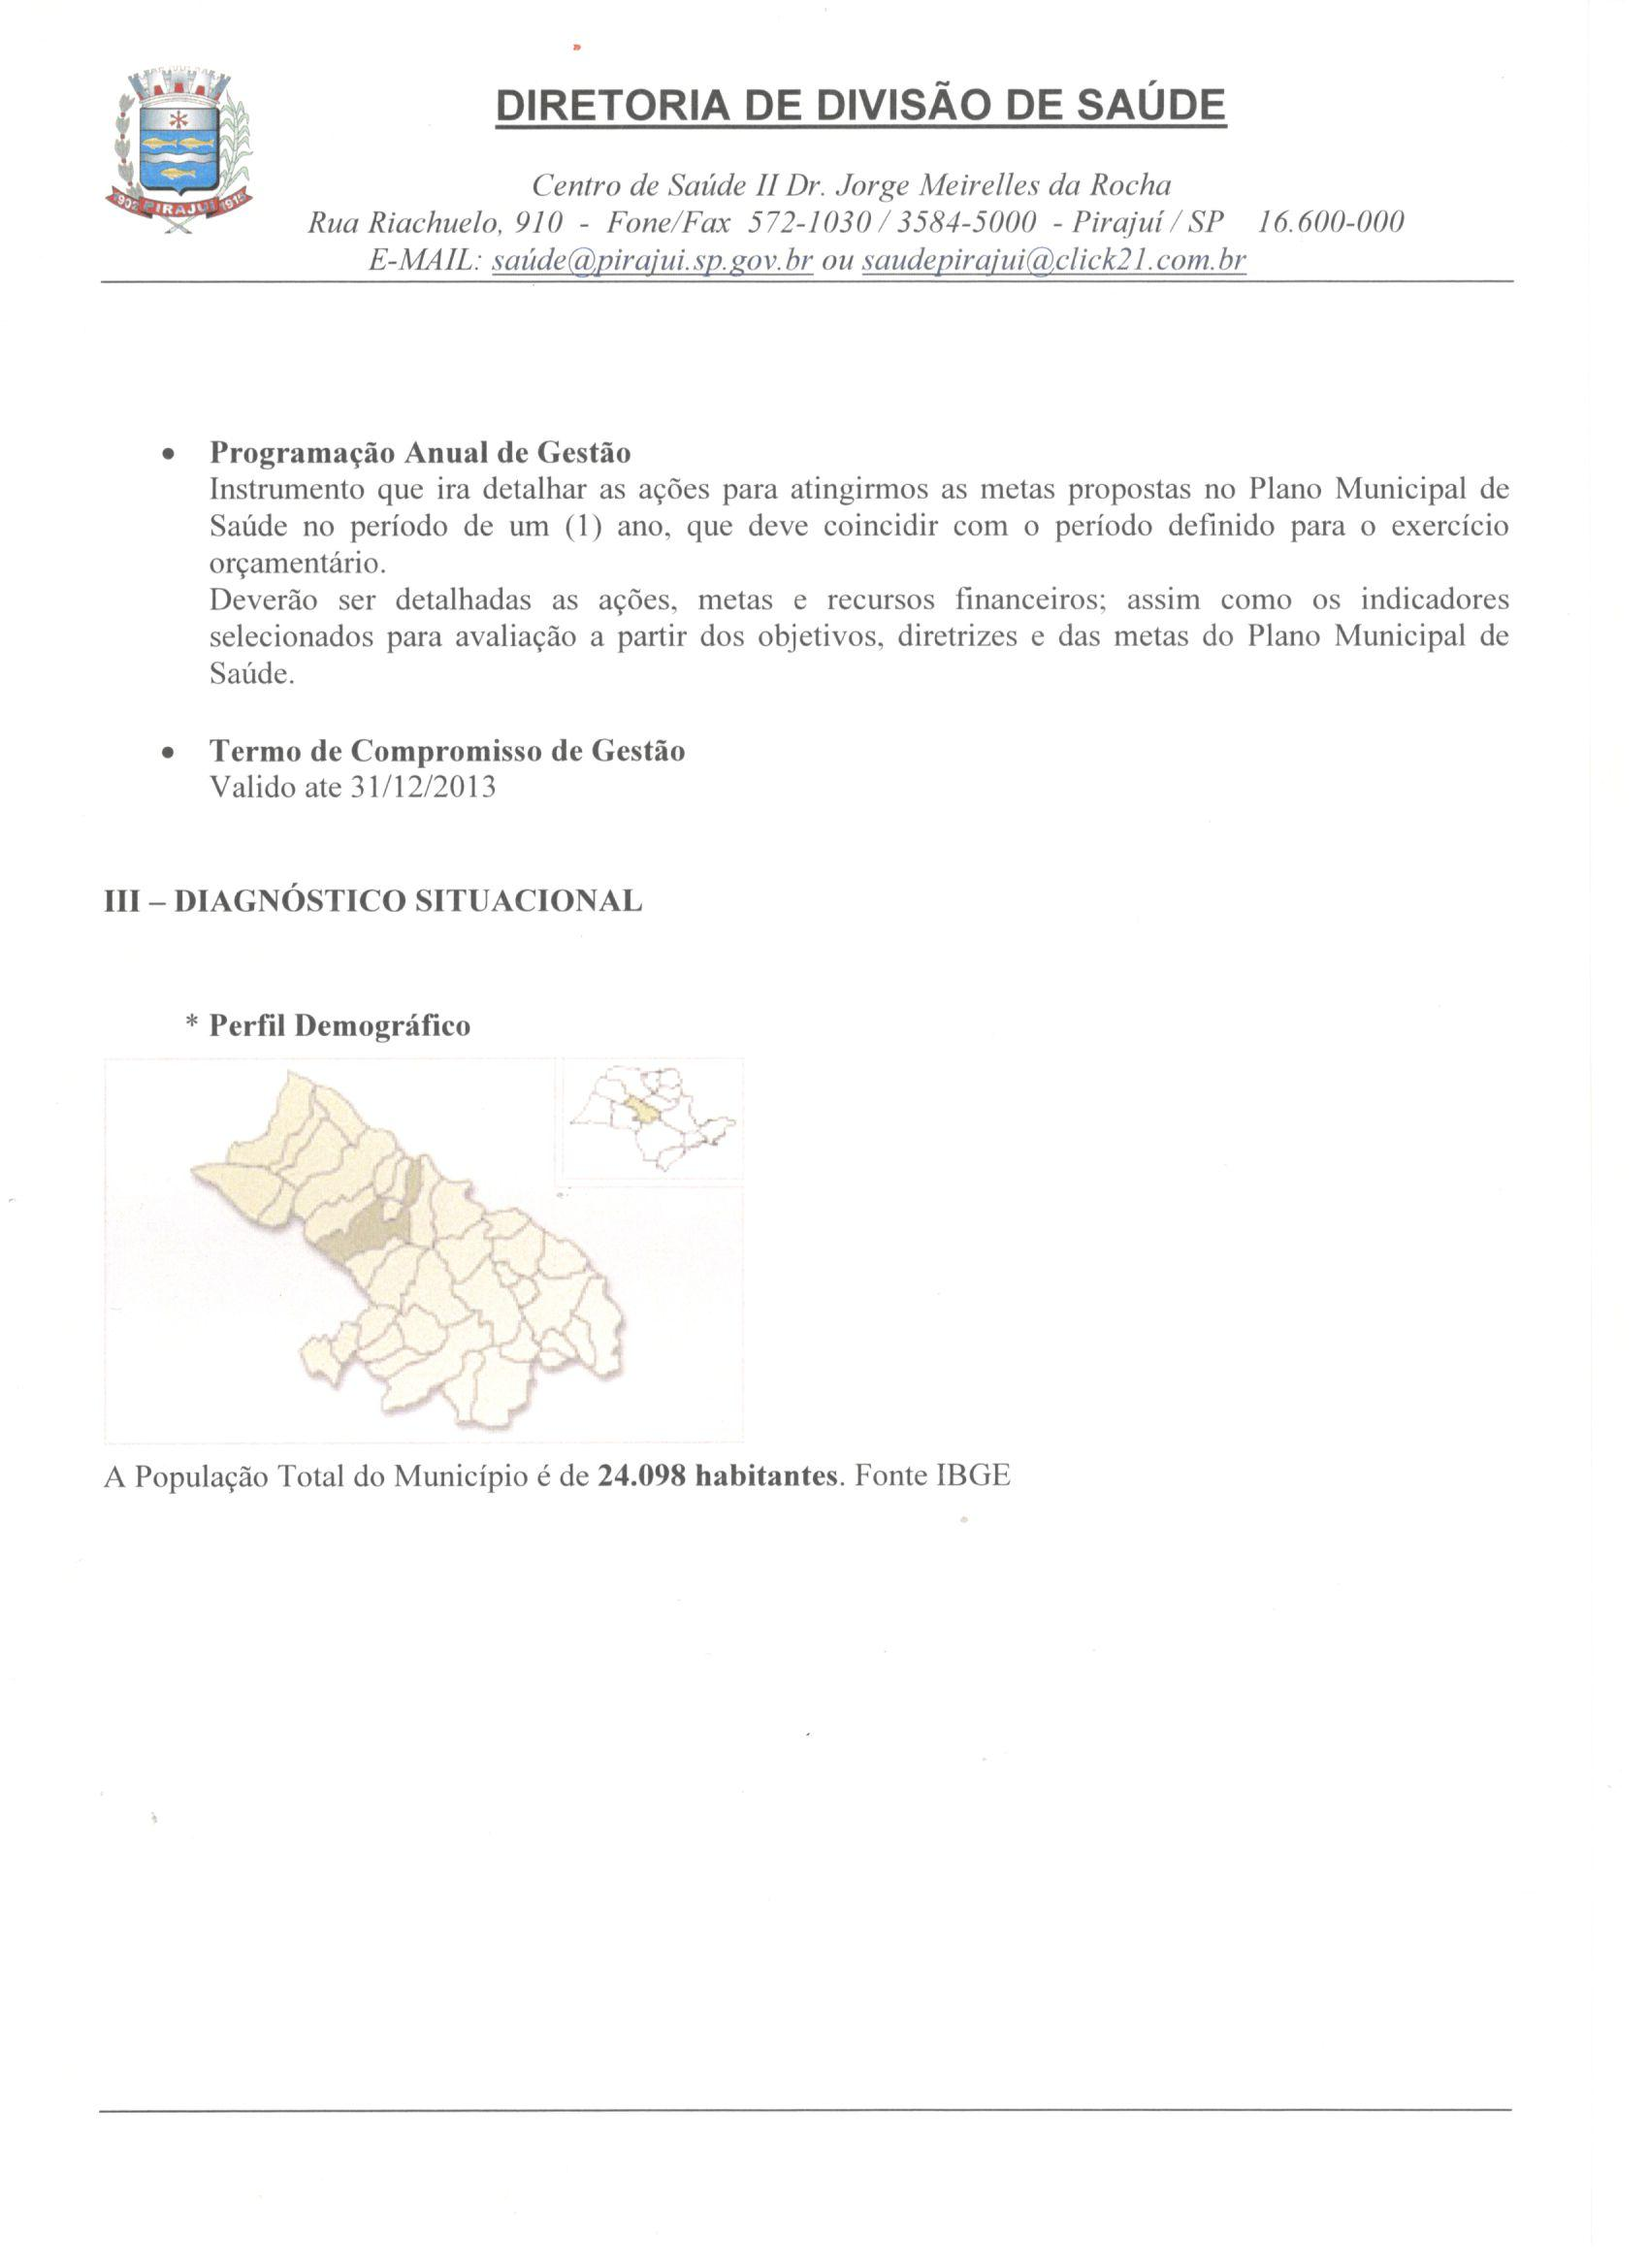 DIRETORIA DE DIVISÃO DE SAÚDE
Centro de Saúde II Dr. Jorge Meirelles da Rocha
Rua Riachuelo, 910 - Fone/Fax 572-1030 / 3584-5000 - Pirajuí / SP 16.600-000
E-MAIL: saúde@pirajui.sp.gov.br ou saudepirajui@click21.com.br
1902 PIRAJUI 1915
• Programação Anual de Gestão
Instrumento que ira detalhar as ações para atingirmos as metas propostas no Plano Municipal de
Saúde no período de um (1) ano, que deve coincidir com o período definido para o exercício
orçamentário.
Deverão ser detalhadas as ações, metas e recursos financeiros; assim como os indicadores
selecionados para avaliação a partir dos objetivos, diretrizes e das metas do Plano Municipal de
Saúde.
• Termo de Compromisso de Gestão
Valido ate 31/12/2013
III – DIAGNÓSTICO SITUACIONAL
* Perfil Demográfico
A População Total do Município é de 24.098 habitantes. Fonte IBGE